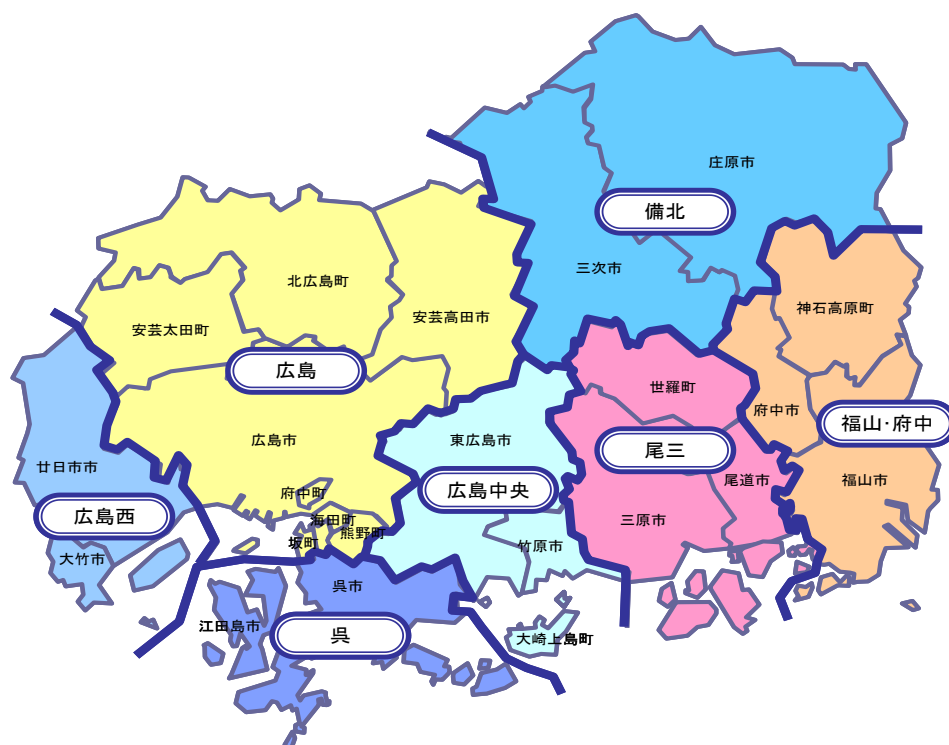 庄原市
備北
三次市
北広島町
神石高原町
安芸太田町
安芸高田市
広島
世羅町
府中市
福山・府中
広島市
東広島市
尾三
廿日市市
尾道市
福山市
広島中央
府中町
広島西
海田町
三原市
熊野町
坂町
竹原市
大竹市
呉市
江田島市
呉
大崎上島町